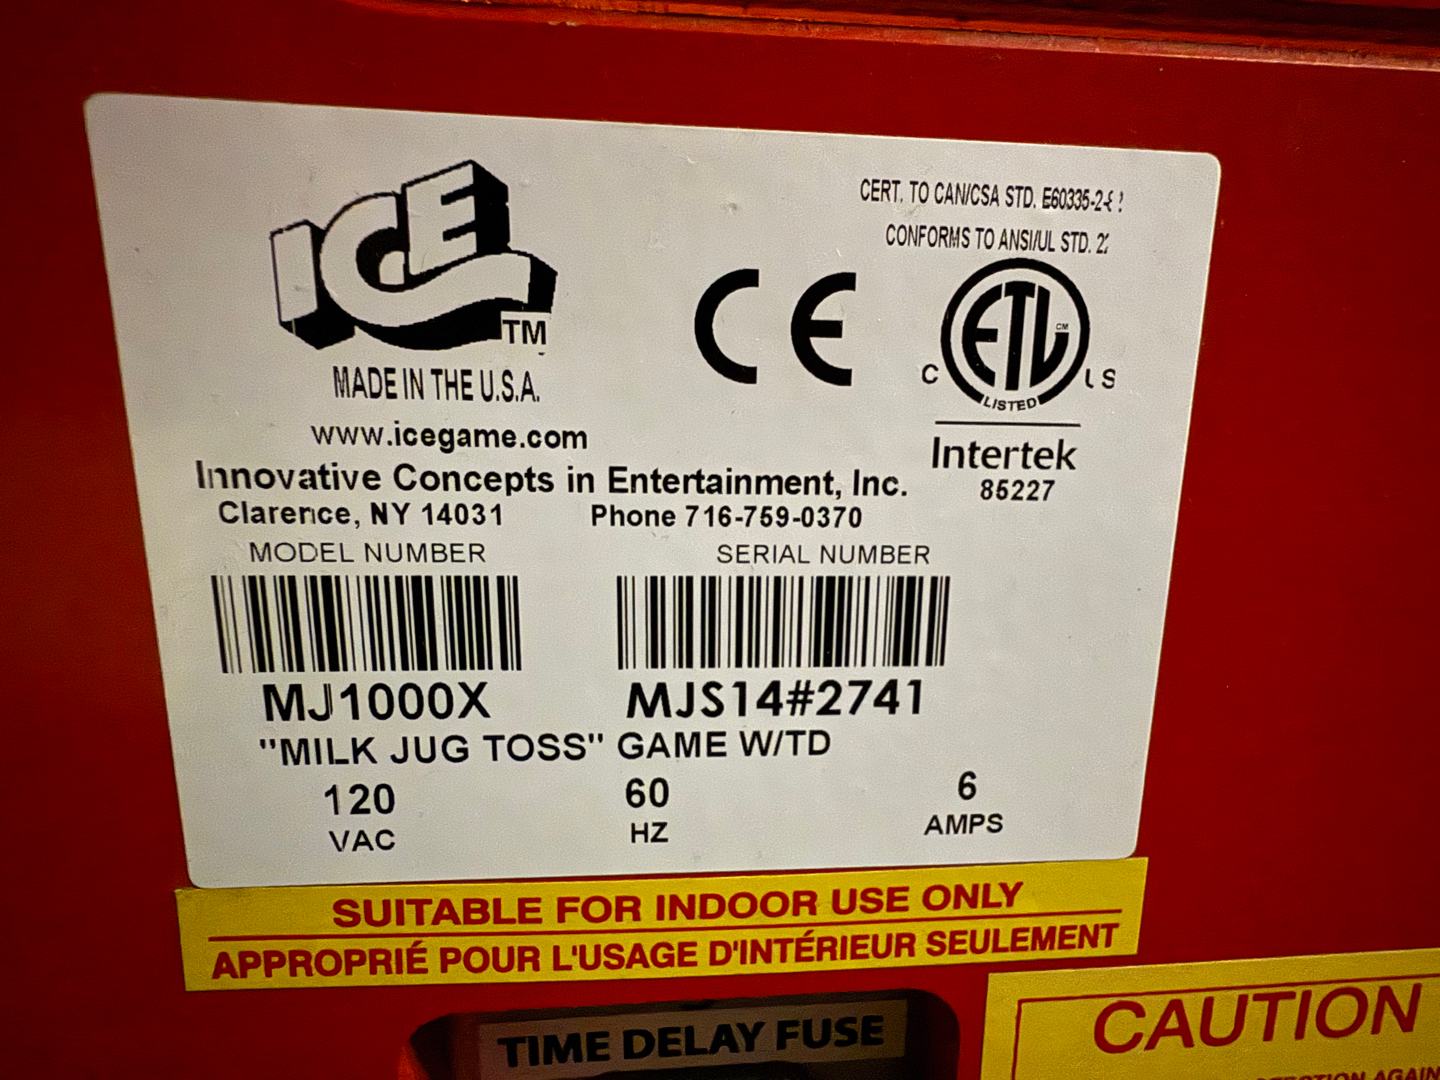 ICE
TM
MADE IN THE U.S.A.
www.icegame.com
Innovative Concepts in Entertainment, Inc.
Clarence, NY 14031 Phone 716-759-0370
CERT. TO CAN/CSA STD.
CONFORMS TO ANSI/UL STD.
CE
ETL
CM
C US
LISTED
Intertek
85227
MODEL NUMBER SERIAL NUMBER
MJ1000X MJS14#2741
"MILK JUG TOSS" GAME W/TD
120 60 6
VAC HZ AMPS
SUITABLE FOR INDOOR USE ONLY
APPROPRIÉ POUR L'USAGE D'INTÉRIEUR SEULEMENT
TIME DELAY FUSE
CAUTION